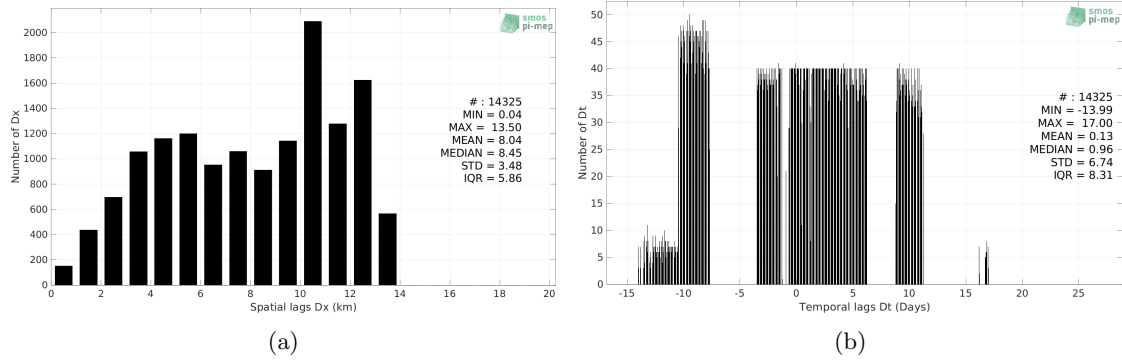 smos
pi-mep
Number of Dx
2000
1800
1600
1400
1200
1000
800
600
400
200
0
# : 14325
MIN = 0.04
MAX = 13.50
MEAN = 8.04
MEDIAN = 8.45
STD = 3.48
IQR = 5.86
0 2 4 6 8 10 12 14 16 18 20
Spatial lags Dx (km)
(a)
smos
pi-mep
Number of Dt
50
45
40
35
30
25
20
15
10
5
0
# : 14325
MIN = -13.99
MAX = 17.00
MEAN = 0.13
MEDIAN = 0.96
STD = 6.74
IQR = 8.31
-15 -10 -5 0 5 10 15 20 25
Temporal lags Dt (Days)
(b)